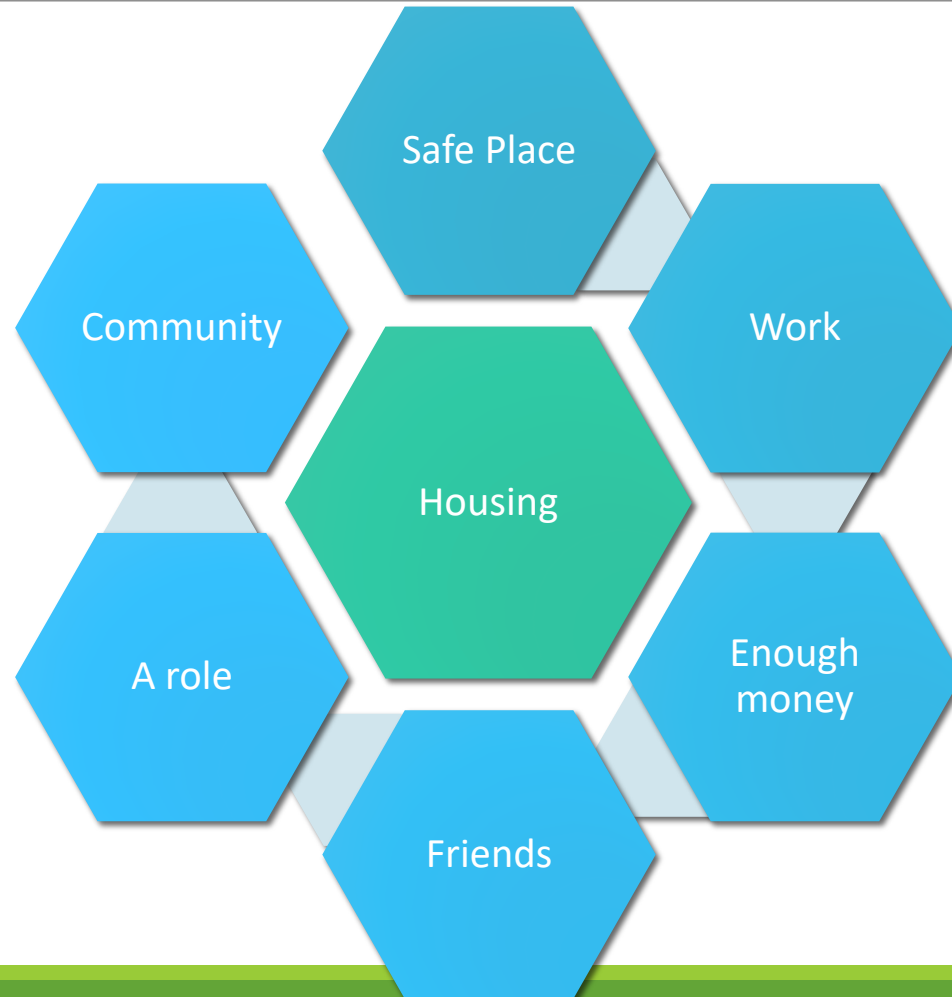 Safe Place
Work
Enough
money
Friends
A role
Community
Housing